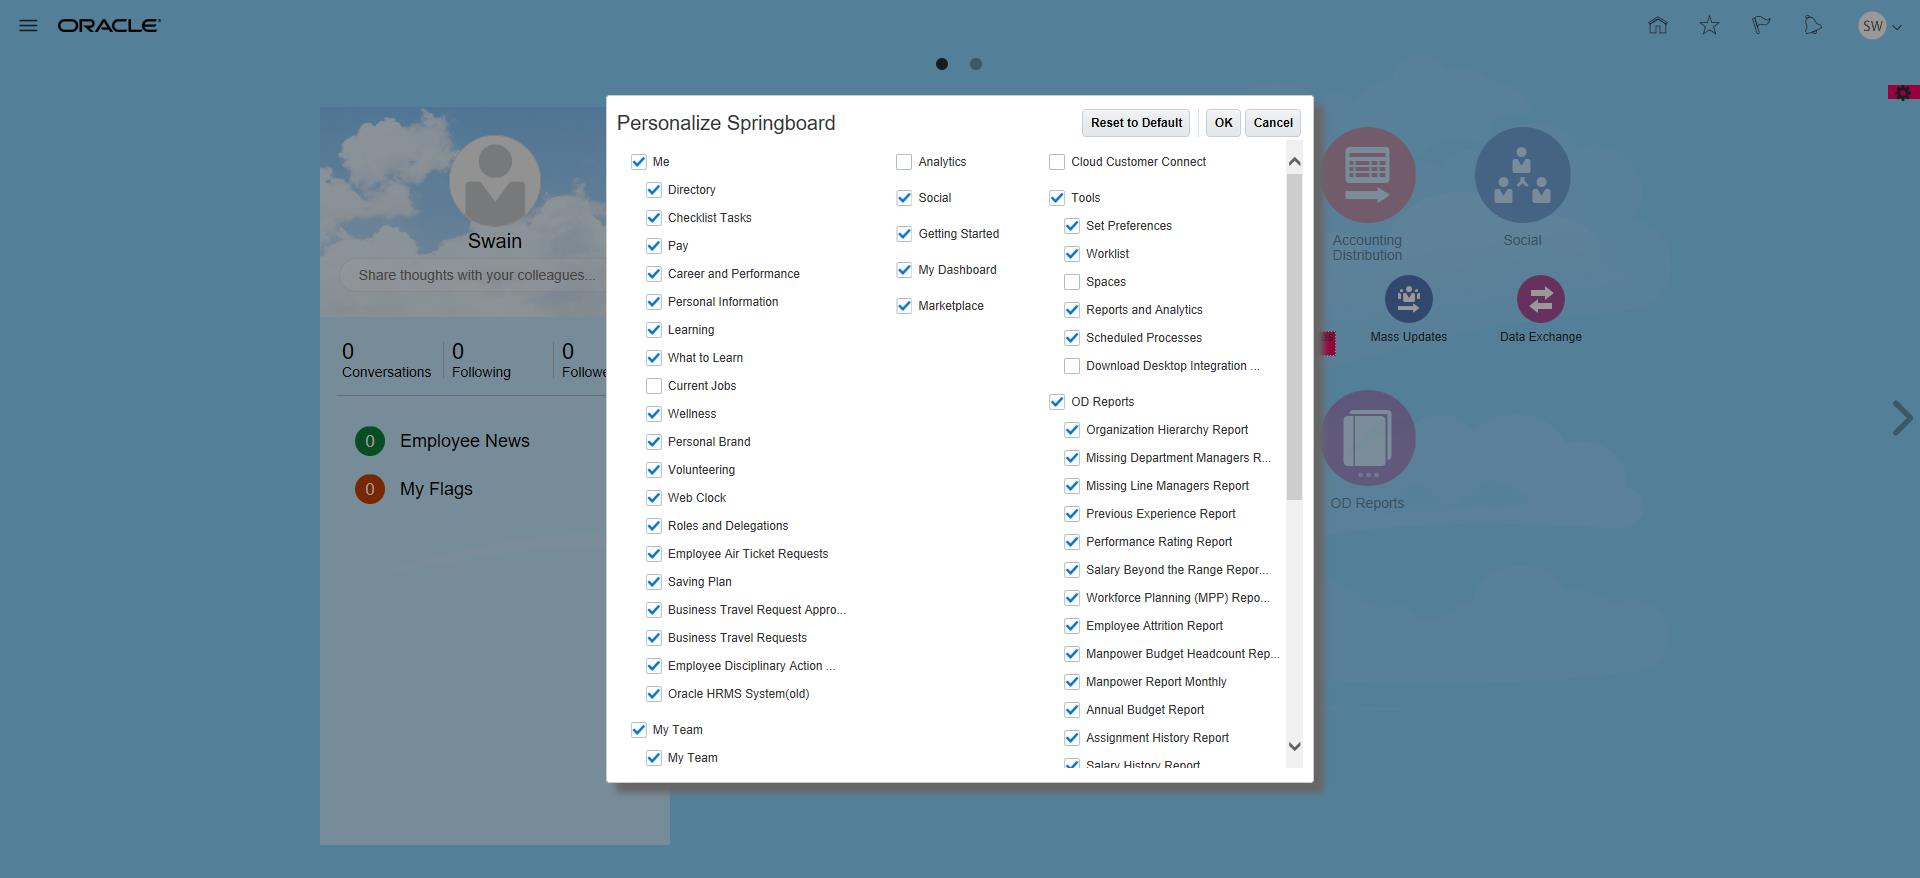 ORACLE
SW
Personalize Springboard
Reset to Default
OK
Cancel
Me
Directory
Checklist Tasks
Pay
Career and Performance
Personal Information
Learning
What to Learn
Current Jobs
Wellness
Personal Brand
Volunteering
Web Clock
Roles and Delegations
Employee Air Ticket Requests
Saving Plan
Business Travel Request Appro...
Business Travel Requests
Employee Disciplinary Action ...
Oracle HRMS System(old)
My Team
My Team
Analytics
Social
Getting Started
My Dashboard
Marketplace
Cloud Customer Connect
Tools
Set Preferences
Worklist
Spaces
Reports and Analytics
Scheduled Processes
Download Desktop Integration ...
OD Reports
Organization Hierarchy Report
Missing Department Managers R...
Missing Line Managers Report
Previous Experience Report
Performance Rating Report
Salary Beyond the Range Repor...
Workforce Planning (MPP) Repo...
Employee Attrition Report
Manpower Budget Headcount Rep...
Manpower Report Monthly
Annual Budget Report
Assignment History Report
Salary History Report
Swain
Share thoughts with your colleagues...
0
Conversations
0
Following
0
Followe
0 Employee News
0 My Flags
Accounting
Distribution
Social
Mass Updates
Data Exchange
OD Reports